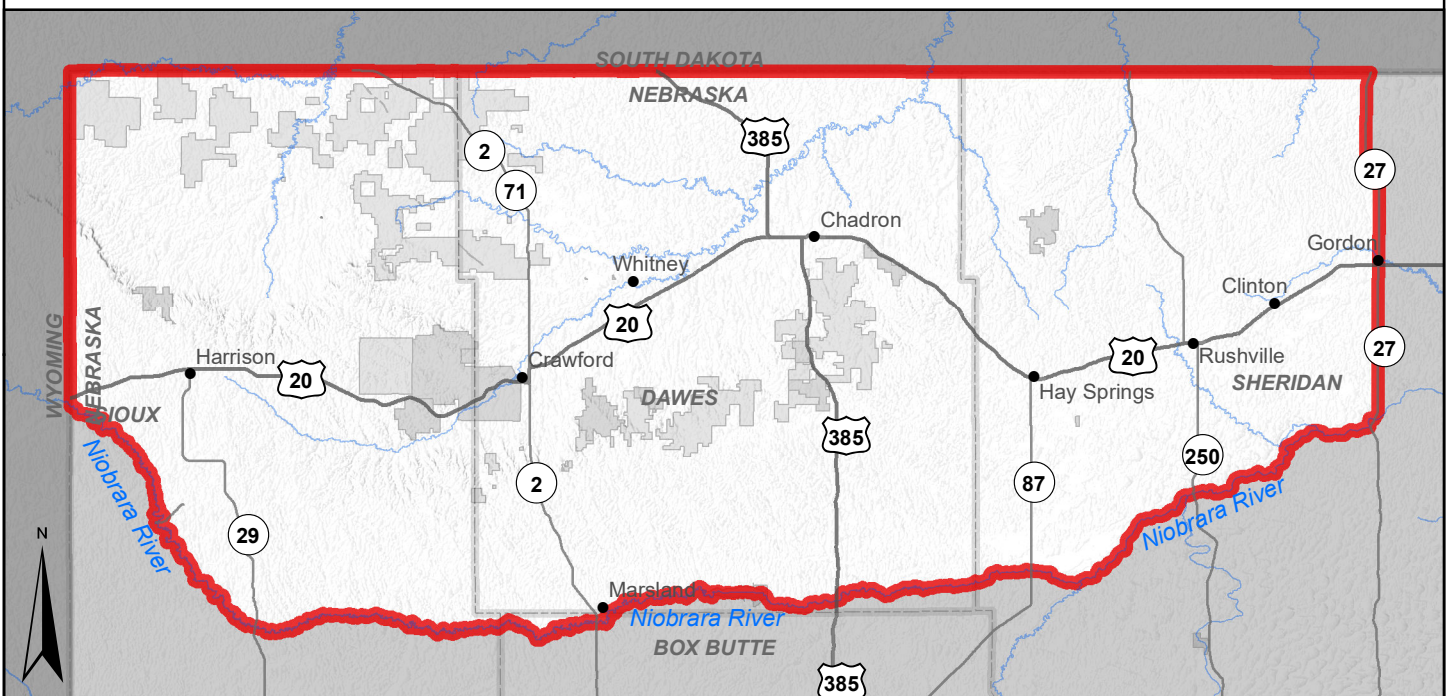 SOUTH DAKOTA
NEBRASKA
385
2
71
27
Chadron
Gordon
Whitney
Clinton
20
WYOMING
NEBRASKA
Harrison
20
Crawford
20
Rushville
27
SHERIDAN
Hay Springs
DAWES
SIOUX
385
250
Niobrara River
2
87
Niobrara River
29
N
Marsland
Niobrara River
BOX BUTTE
385